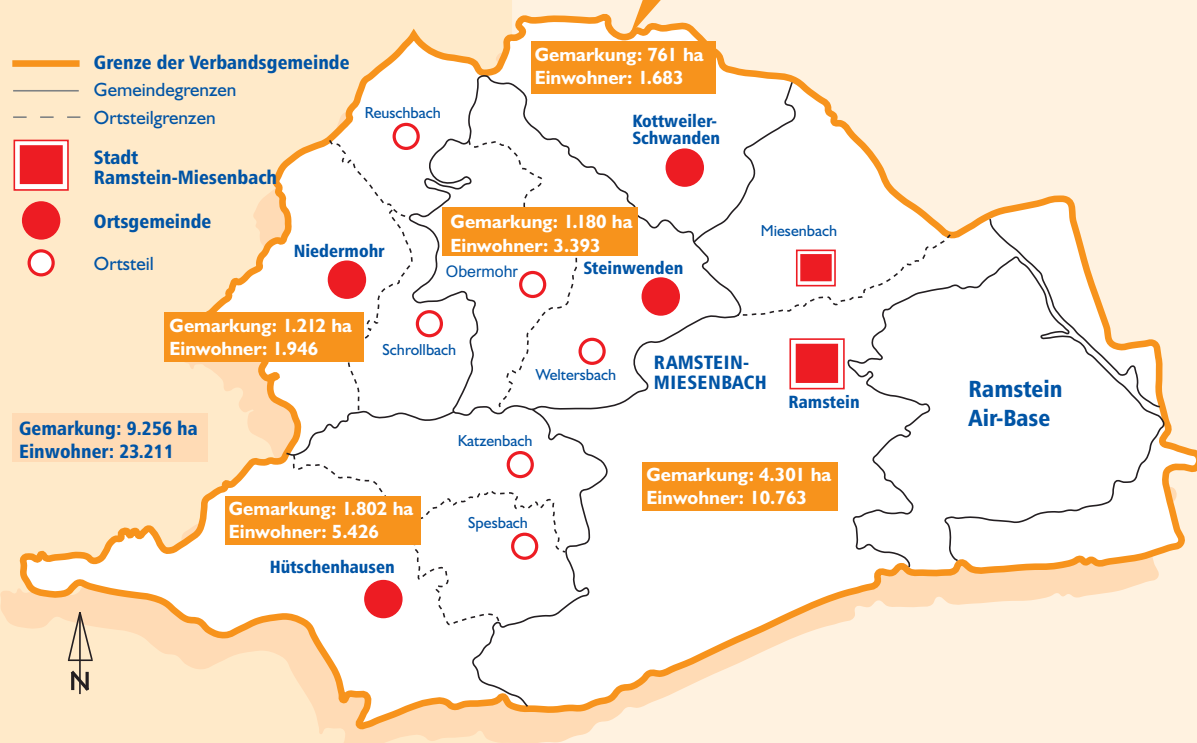 Grenze der Verbandsgemeinde
Gemeindegrenzen
Ortsteilgrenzen
Stadt
Ramstein-Miesenbach
Ortsgemeinde
Ortsteil
Gemarkung: 9.256 ha
Einwohner: 23.211
Gemarkung: 761 ha
Einwohner: 1.683
Kottweiler-
Schwanden
Reuschbach
Gemarkung: 1.180 ha
Einwohner: 3.393
Niedermohr
Obermohr
Steinwenden
Miesenbach
Gemarkung: 1.212 ha
Einwohner: 1.946
Schrollbach
Weltersbach
RAMSTEIN-
MIESENBACH
Ramstein
Ramstein
Air-Base
Katzenbach
Gemarkung: 4.301 ha
Einwohner: 10.763
Gemarkung: 1.802 ha
Einwohner: 5.426
Spesbach
Hütschenhausen
N